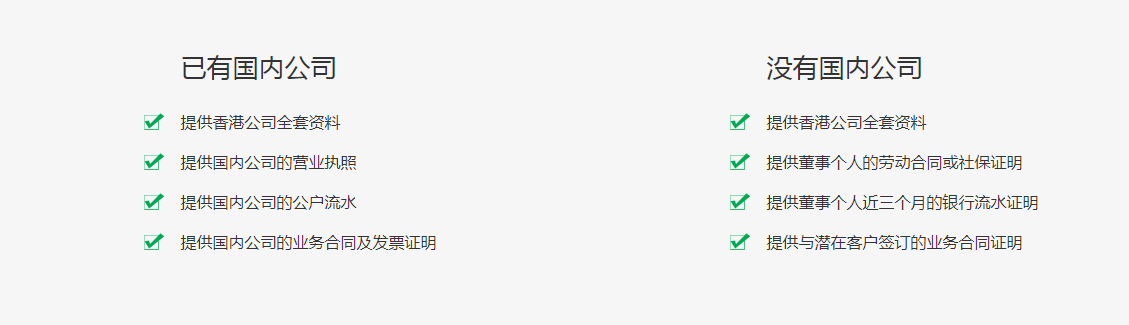 已有国内公司
提供香港公司全套资料
提供国内公司的营业执照
提供国内公司的公户流水
提供国内公司的业务合同及发票证明
没有国内公司
提供香港公司全套资料
提供董事个人的劳动合同或社保证明
提供董事个人近三个月的银行流水证明
提供与潜在客户签订的业务合同证明